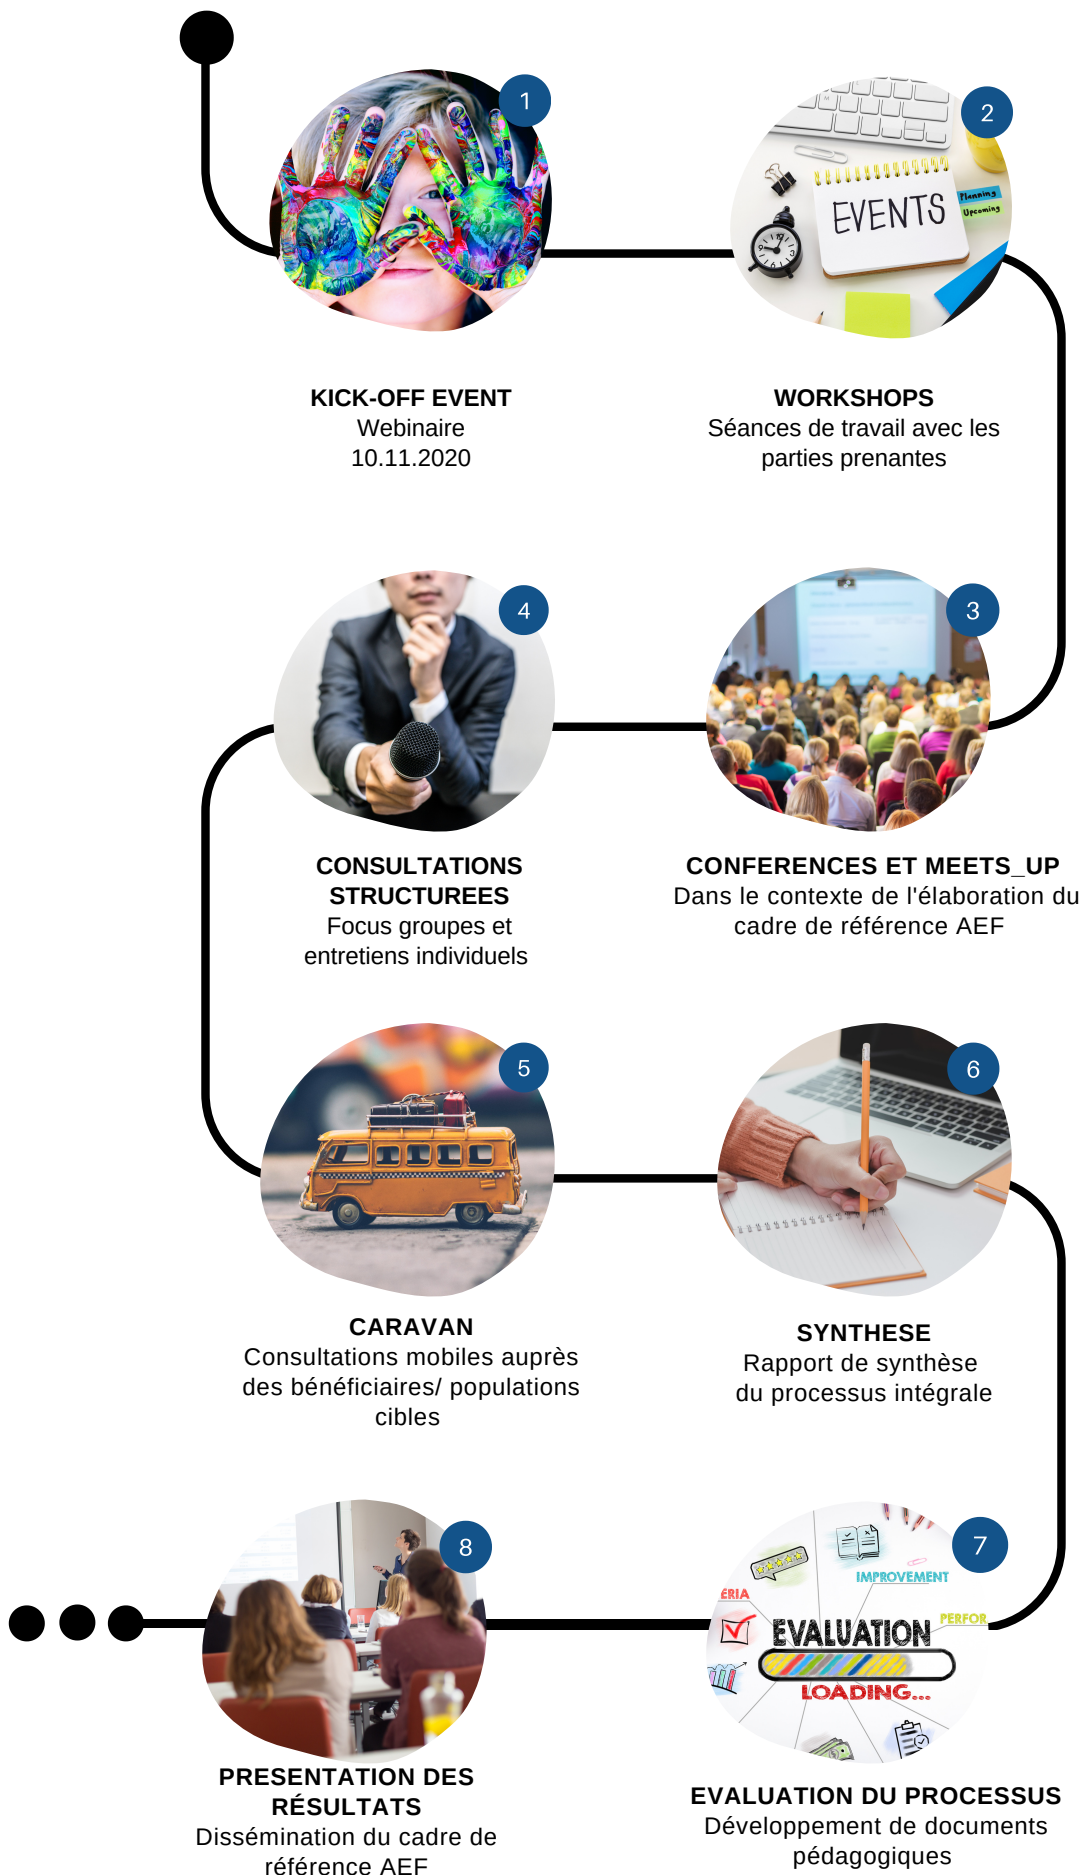 1
KICK-OFF EVENT
Webinaire
10.11.2020
2
EVENTS
Planning
Upcoming
WORKSHOPS
Séances de travail avec les
parties prenantes
3
CONFERENCES ET MEETS_UP
Dans le contexte de l'élaboration du
cadre de référence AEF
4
CONSULTATIONS
STRUCTUREES
Focus groupes et
entretiens individuels
5
CARAVAN
Consultations mobiles auprès
des bénéficiaires/ populations
cibles
6
SYNTHESE
Rapport de synthèse
du processus intégrale
7
IMPROVEMENT
ERIA
PERFOR
EVALUATION
LOADING...
EVALUATION DU PROCESSUS
Développement de documents
pédagogiques
8
PRESENTATION DES
RÉSULTATS
Dissémination du cadre de
référence AEF